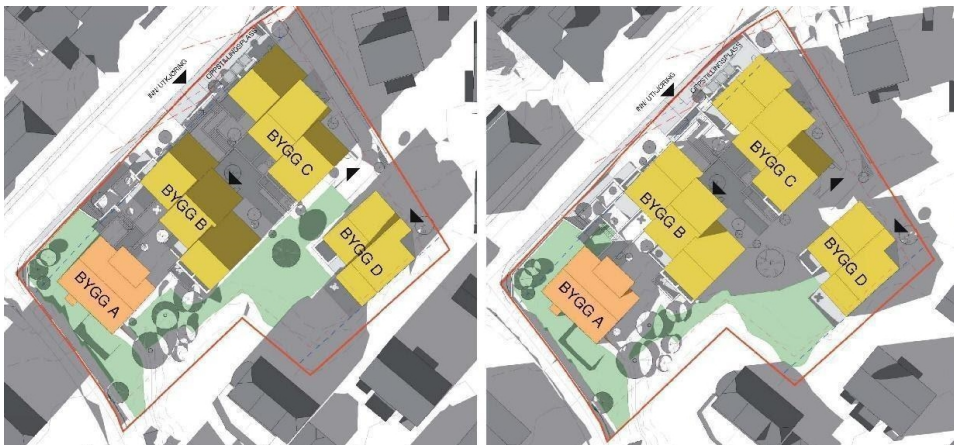 INN/ UTKJØRING
OPPSTILLINGSPLASS
BYGG C
BYGG B
BYGG D
BYGG A
INN/ UTKJØRING
OPPSTILLINGSPLASS
BYGG C
BYGG B
BYGG D
BYGG A